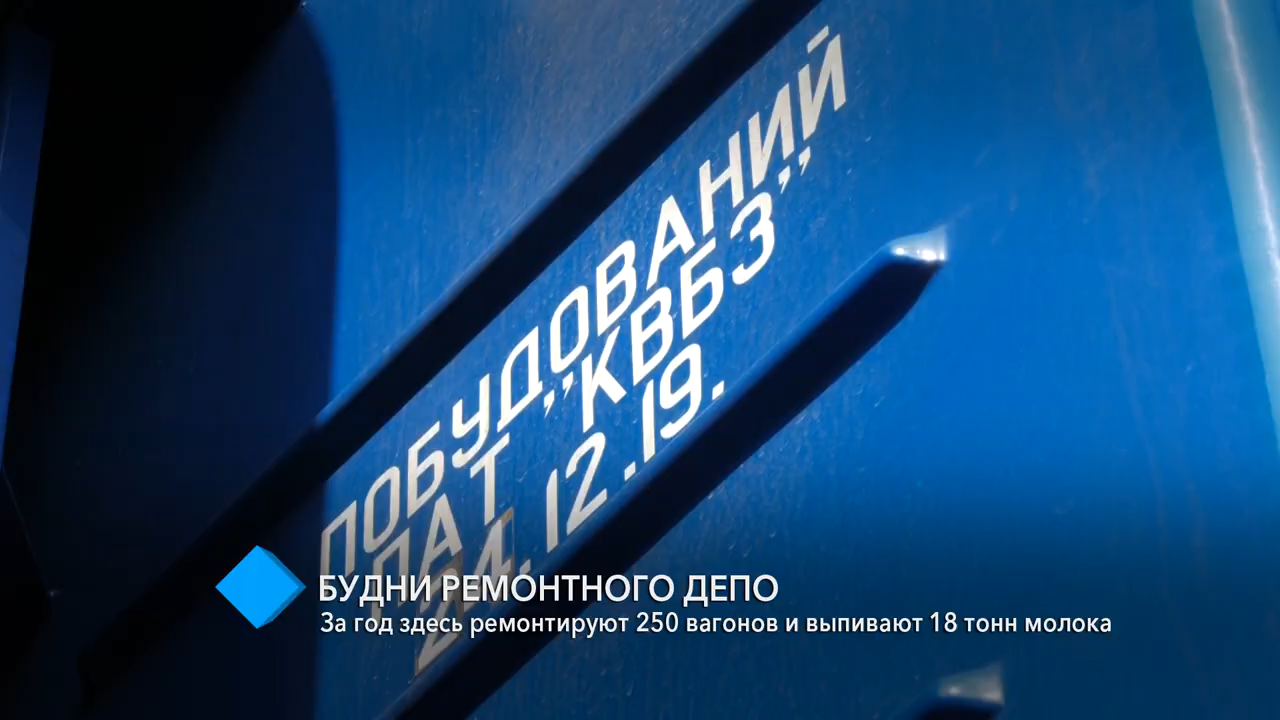 ПОБУДОВАНИЙ
ПАТ „КВБЗ”
24.12.19.
БУДНИ РЕМОНТНОГО ДЕПО
За год здесь ремонтируют 250 вагонов и выпивают 18 тонн молока